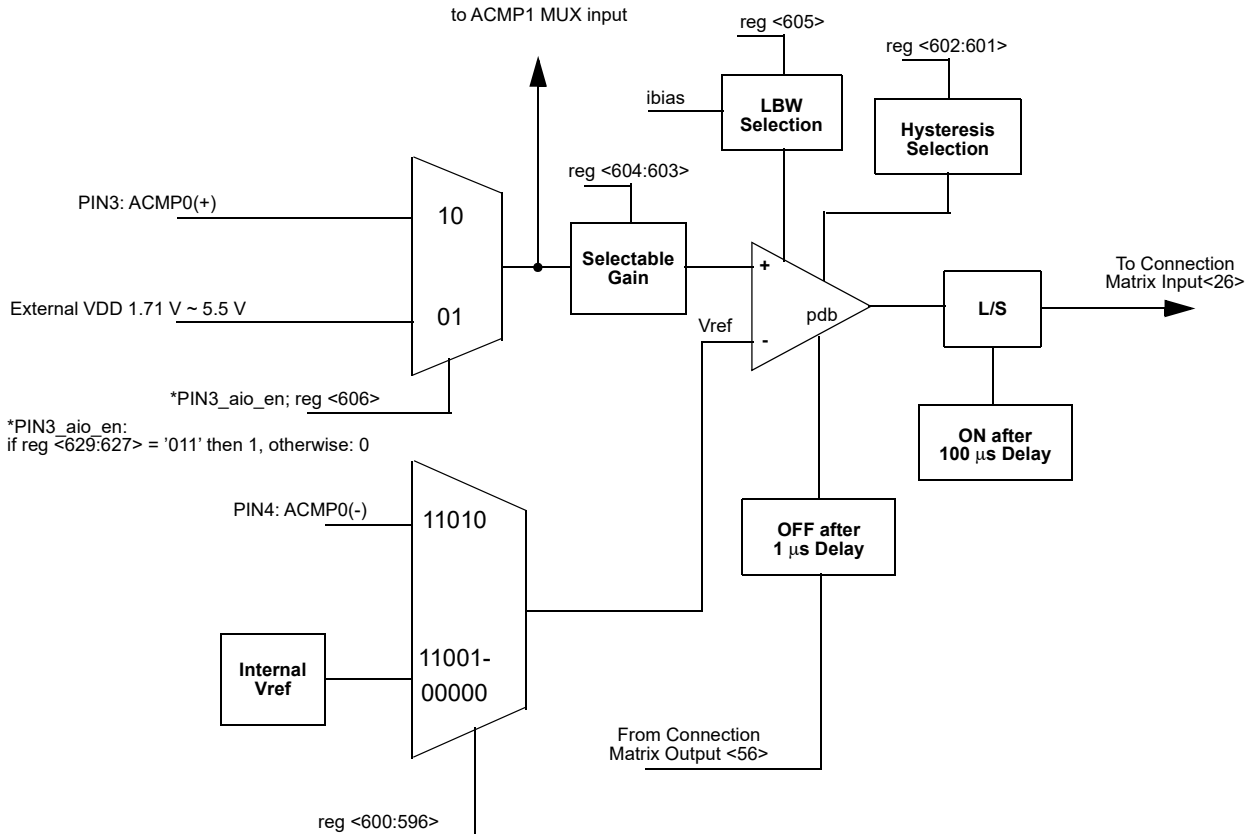 to ACMP1 MUX input
reg <605>
reg <602:601>
ibias
LBW
Selection
Hysteresis
Selection
reg <604:603>
PIN3: ACMP0(+)
10
Selectable
Gain
+
To Connection
Matrix Input<26>
External VDD 1.71 V ~ 5.5 V
01
Vref
pdb
-
L/S
*PIN3_aio_en; reg <606>
*PIN3_aio_en:
if reg <629:627> = ’011’ then 1, otherwise: 0
ON after
100 μs Delay
PIN4: ACMP0(-)
11010
OFF after
1 μs Delay
Internal
Vref
11001-
00000
From Connection
Matrix Output <56>
reg <600:596>